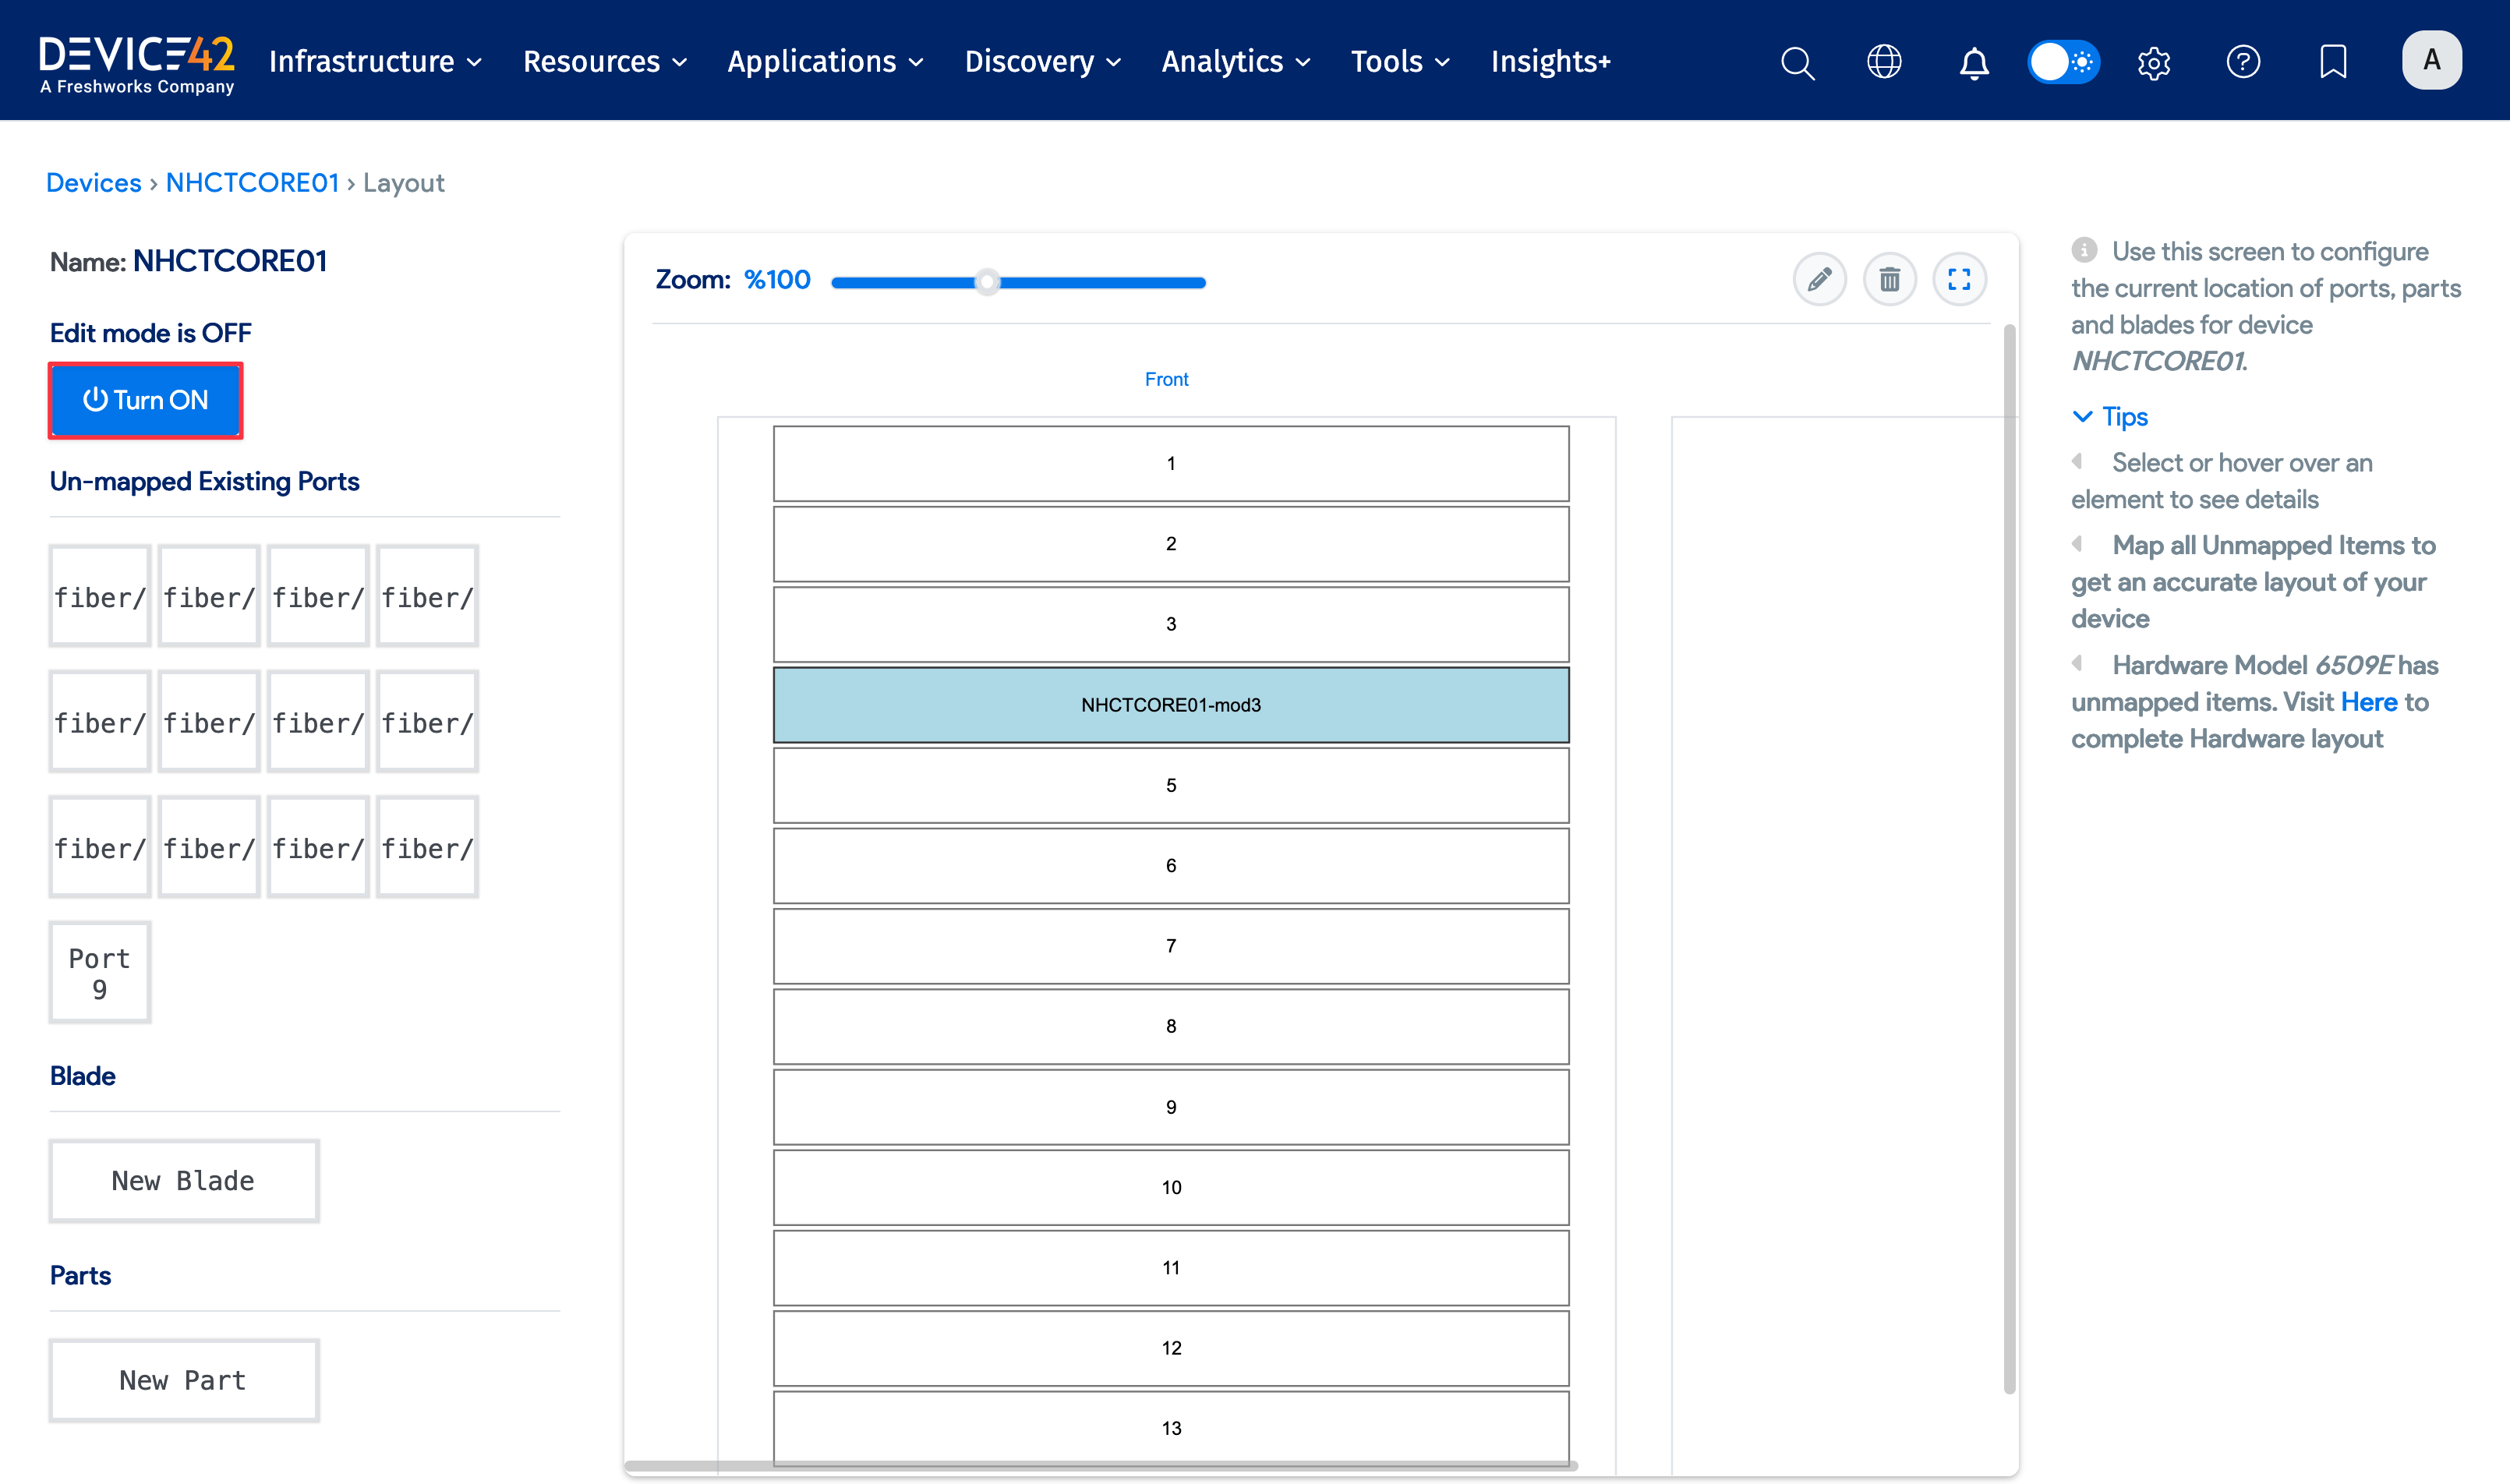 DEVICE42
A Freshworks Company
Infrastructure
Resources
Applications
Discovery
Analytics
Tools
Insights+
A
Devices › NHCTCORE01 › Layout
Name: NHCTCORE01
Edit mode is OFF
Turn ON
Un-mapped Existing Ports
fiber/ fiber/ fiber/ fiber/
fiber/ fiber/ fiber/ fiber/
fiber/ fiber/ fiber/ fiber/
Port
9
Blade
New Blade
Parts
New Part
Zoom: %100
Front
1
2
3
NHCTCORE01-mod3
5
6
7
8
9
10
11
12
13
Use this screen to configure
the current location of ports, parts
and blades for device
NHCTCORE01.
Tips
Select or hover over an
element to see details
Map all Unmapped Items to
get an accurate layout of your
device
Hardware Model 6509E has
unmapped items. Visit Here to
complete Hardware layout